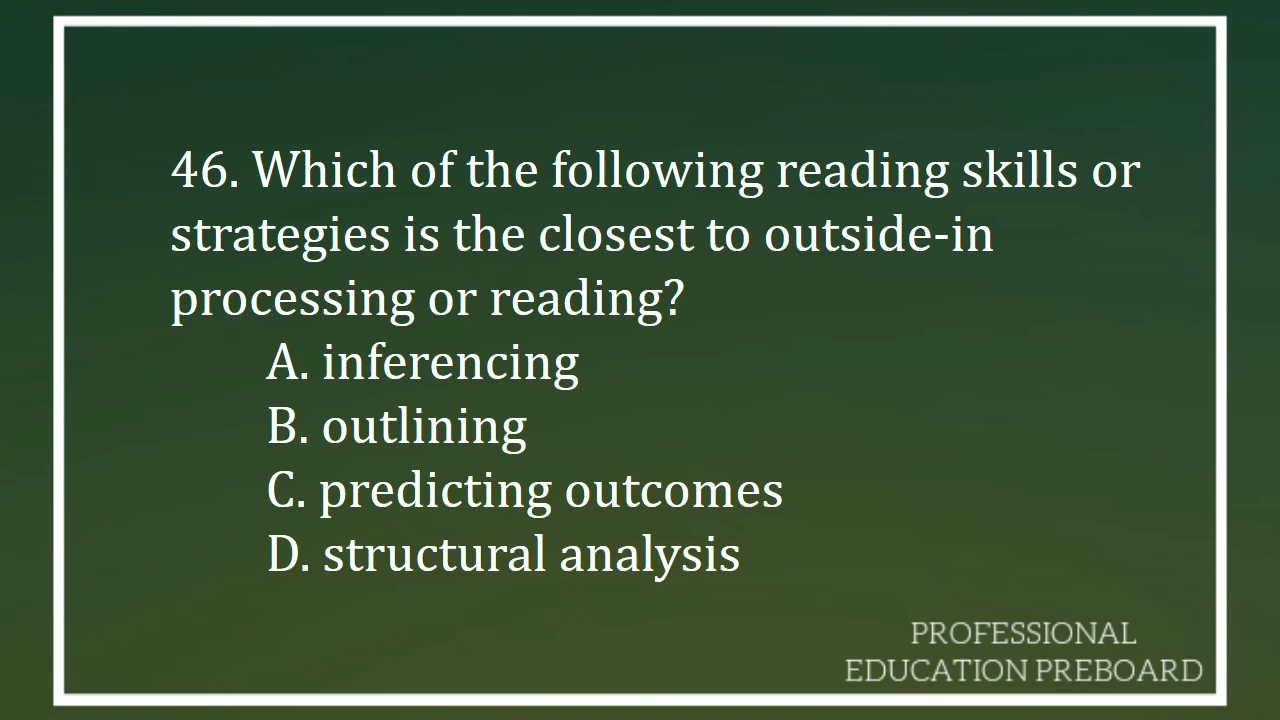 46. Which of the following reading skills or
strategies is the closest to outside-in
processing or reading?
A. inferencing
B. outlining
C. predicting outcomes
D. structural analysis
PROFESSIONAL
EDUCATION PREBOARD